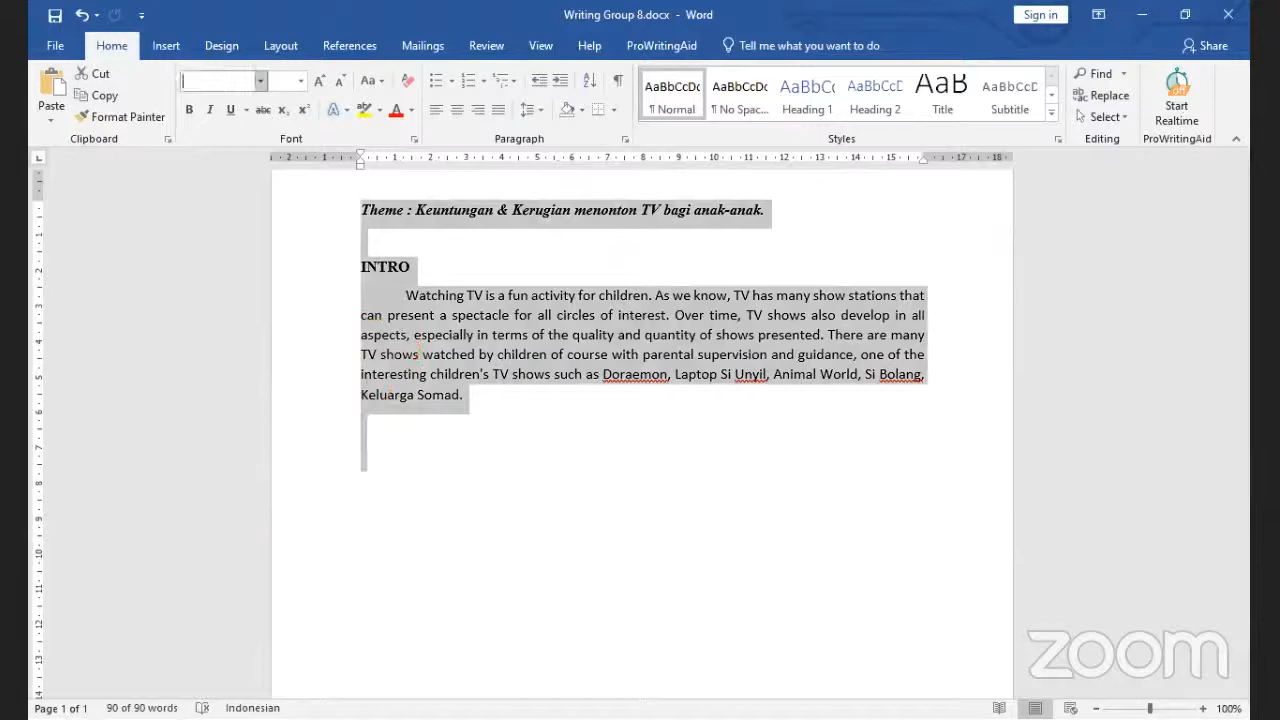 Writing Group 8.docx - Word
Sign in
File Home Insert Design Layout References Mailings Review View Help ProWritingAid Tell me what you want to do Share
Paste
Cut
Copy
Format Painter
Clipboard Font Paragraph Styles Editing ProWritingAid
AaBbCcDc AaBbCcDc AaBbCc AaBbCcD AaB AaBbCcD
¶ Normal ¶ No Spac... Heading 1 Heading 2 Title Subtitle
Find
Replace
Select
Start
Realtime
Theme : Keuntungan & Kerugian menonton TV bagi anak-anak.
INTRO
Watching TV is a fun activity for children. As we know, TV has many show stations that
can present a spectacle for all circles of interest. Over time, TV shows also develop in all
aspects, especially in terms of the quality and quantity of shows presented. There are many
TV shows watched by children of course with parental supervision and guidance, one of the
interesting children's TV shows such as Doraemon, Laptop Si Unyil, Animal World, Si Bolang,
Keluarga Somad.
zoom
Page 1 of 1 90 of 90 words Indonesian 100%